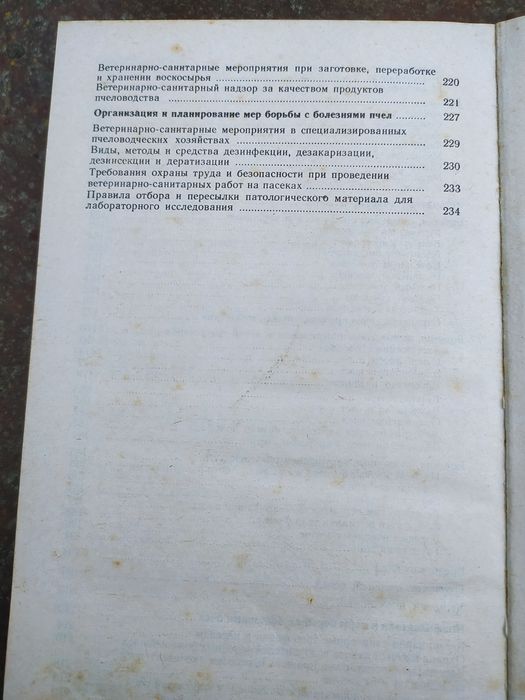 Ветеринарно-санитарные мероприятия при заготовке, переработке
и хранении воскосырья 220
Ветеринарно-санитарный надзор за качеством продуктов
пчеловодства 221
Организация и планирование мер борьбы с болезнями пчел 227
Ветеринарно-санитарные мероприятия в специализированных
пчеловодческих хозяйствах 229
Виды, методы и средства дезинфекции, дезакаризации,
дезинсекции и дератизации 230
Требования охраны труда и безопасности при проведении
ветеринарно-санитарных работ на пасеках 233
Правила отбора и пересылки патологического материала для
лабораторного исследования 234